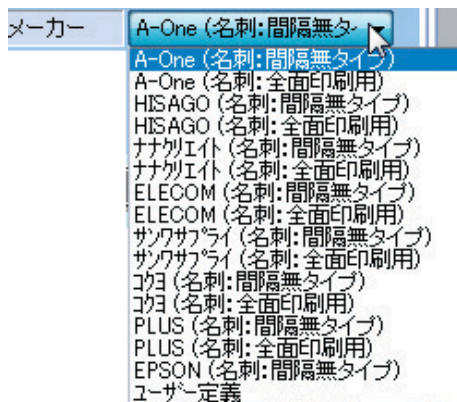 メーカー
A-One (名刺:間隔無タ-
A-One (名刺:間隔無タイプ)
A-One (名刺:全面印刷用)
HISAGO (名刺:間隔無タイプ)
HISAGO (名刺:全面印刷用)
ﾅﾅｸﾘｴｲﾄ (名刺:間隔無タイプ)
ﾅﾅｸﾘｴｲﾄ (名刺:全面印刷用)
ELECOM (名刺:間隔無タイプ)
ELECOM (名刺:全面印刷用)
ｻﾝﾜｻﾌﾟﾗｲ (名刺:間隔無タイプ)
ｻﾝﾜｻﾌﾟﾗｲ (名刺:全面印刷用)
ｺｸﾖ (名刺:間隔無タイプ)
ｺｸﾖ (名刺:全面印刷用)
PLUS (名刺:間隔無タイプ)
PLUS (名刺:全面印刷用)
EPSON (名刺:間隔無タイプ)
ユーザー定義